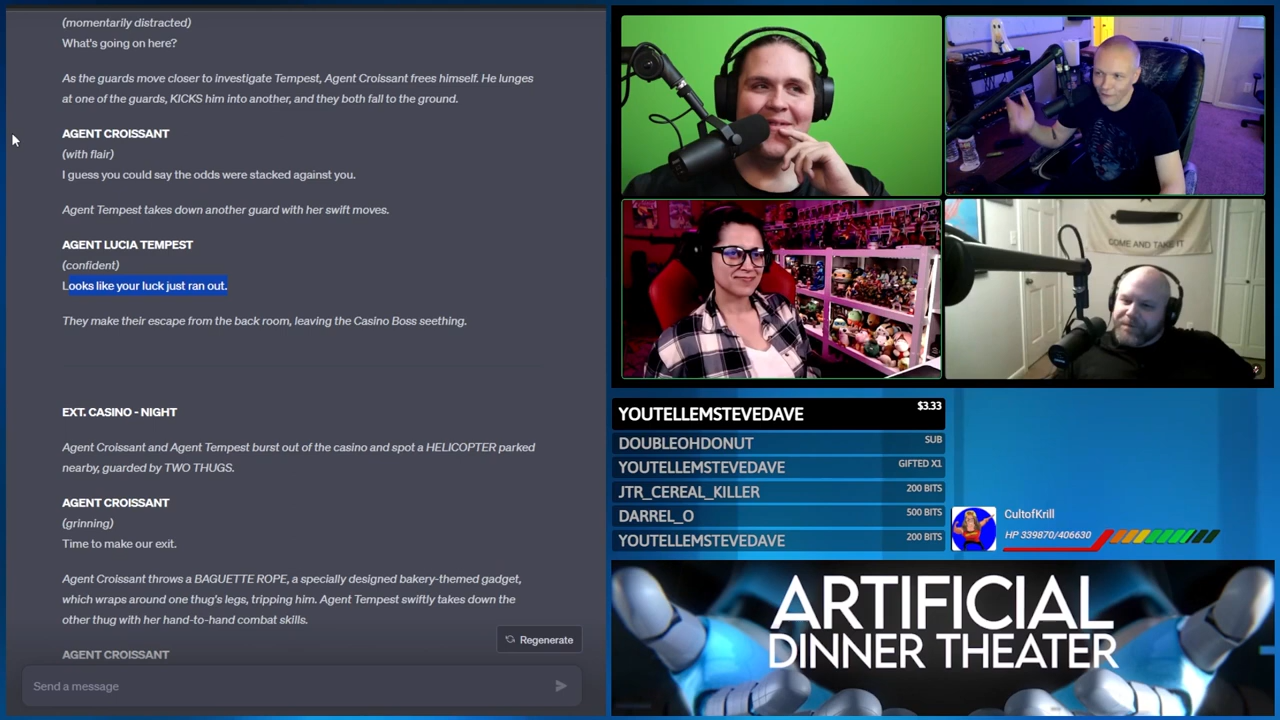 (momentarily distracted)
What's going on here?
As the guards move closer to investigate Tempest, Agent Croissant frees himself. He lunges
at one of the guards, KICKS him into another, and they both fall to the ground.
AGENT CROISSANT
(with flair)
I guess you could say the odds were stacked against you.
Agent Tempest takes down another guard with her swift moves.
AGENT LUCIA TEMPEST
(confident)
Looks like your luck just ran out.
They make their escape from the back room, leaving the Casino Boss seething.
EXT. CASINO - NIGHT
Agent Croissant and Agent Tempest burst out of the casino and spot a HELICOPTER parked
nearby, guarded by TWO THUGS.
AGENT CROISSANT
(grinning)
Time to make our exit.
Agent Croissant throws a BAGUETTE ROPE, a specially designed bakery-themed gadget,
which wraps around one thug's legs, tripping him. Agent Tempest swiftly takes down the
other thug with her hand-to-hand combat skills.
AGENT CROISSANT
Regenerate
Send a message
COME AND TAKE IT
YOUTELLEMSTEVEDAVE $3.33
DOUBLEOHDONUT SUB
YOUTELLEMSTEVEDAVE GIFTED X1
JTR_CEREAL_KILLER 200 BITS
DARREL_O 500 BITS
YOUTELLEMSTEVEDAVE 200 BITS
CultofKrill
HP 339870/406630
ARTIFICIAL
DINNER THEATER